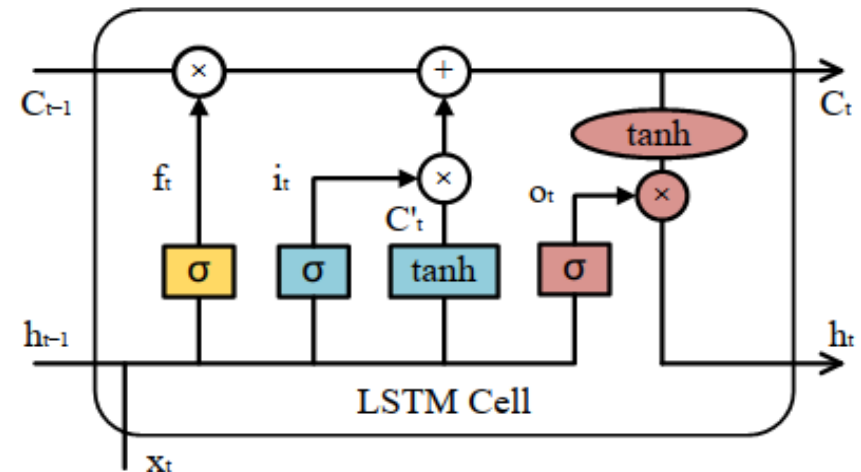 × +
Cₜ₋₁ tanh Cₜ
fₜ iₜ × oₜ ×
C'ₜ
σ σ tanh σ
hₜ₋₁ hₜ
LSTM Cell
xₜ